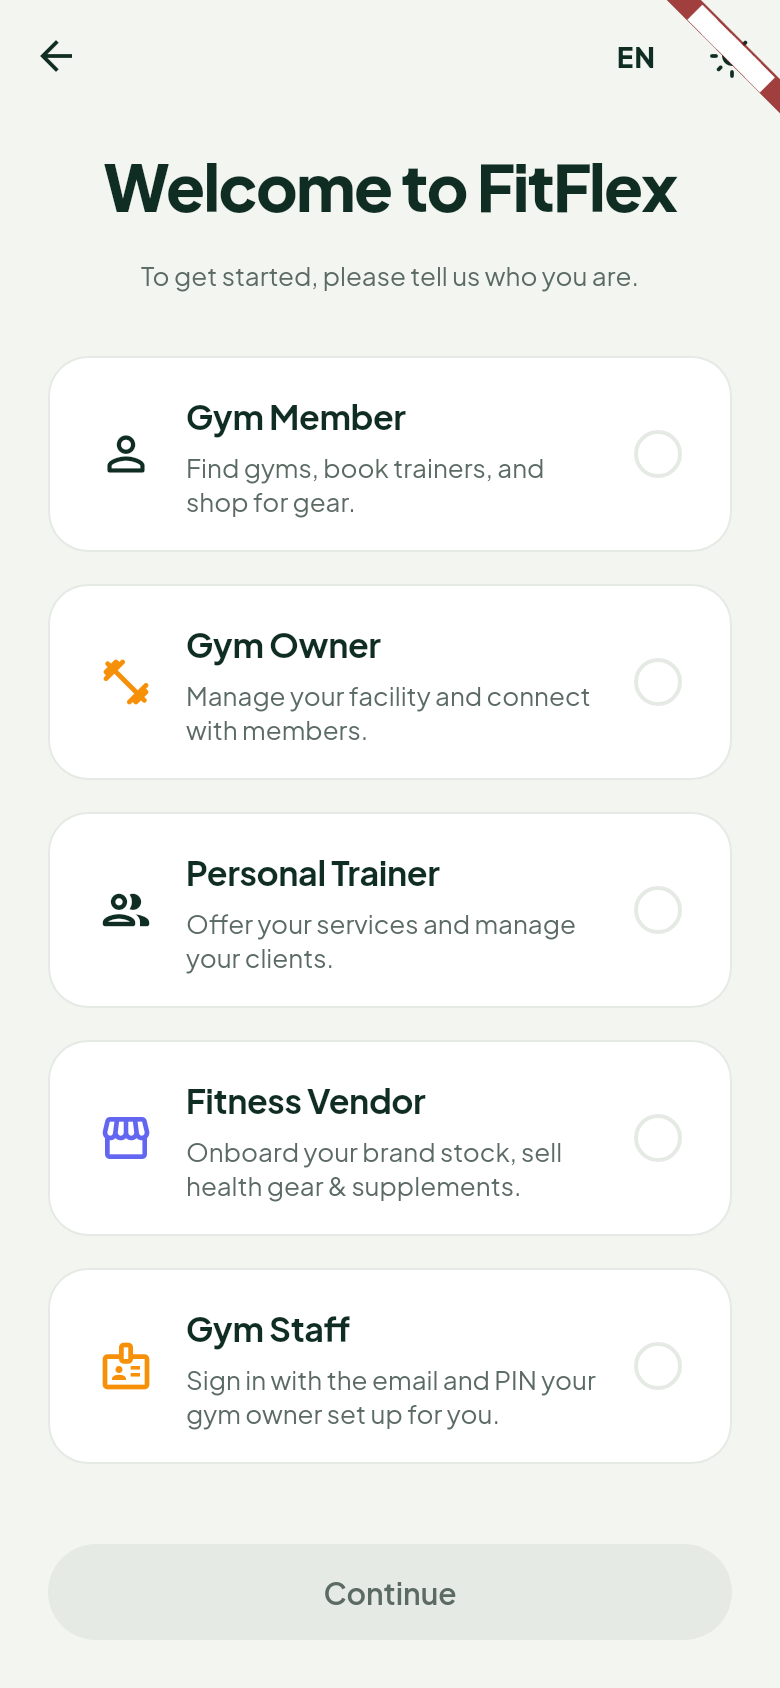 EN
Welcome to FitFlex
To get started, please tell us who you are.
Gym Member
Find gyms, book trainers, and
shop for gear.
Gym Owner
Manage your facility and connect
with members.
Personal Trainer
Offer your services and manage
your clients.
Fitness Vendor
Onboard your brand stock, sell
health gear & supplements.
Gym Staff
Sign in with the email and PIN your
gym owner set up for you.
Continue